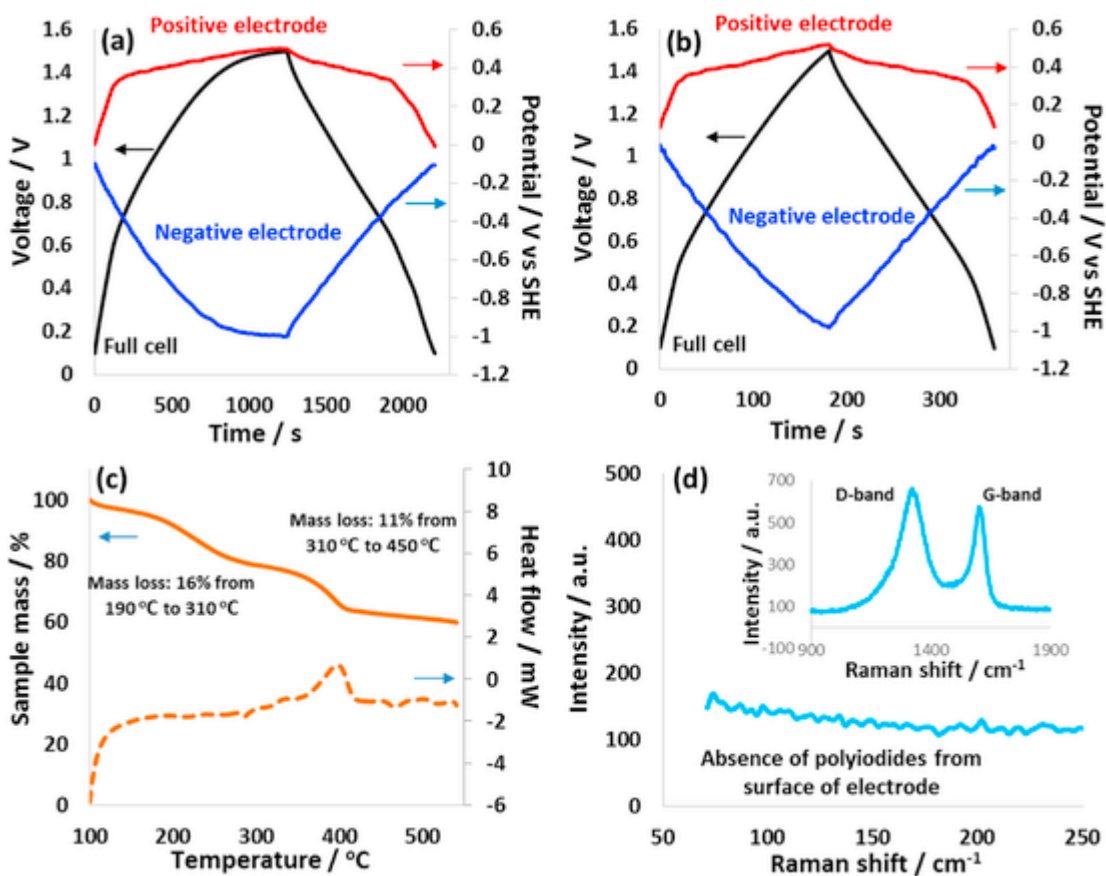 (a)
Positive electrode
Negative electrode
Full cell
Voltage / V
1.6
1.4
1.2
1
0.8
0.6
0.4
0.2
0
0.6
0.4
0.2
0
-0.2
-0.4
-0.6
-0.8
-1
-1.2
Potential / V vs SHE
0 500 1000 1500 2000
Time / s
(b)
Positive electrode
Negative electrode
Full cell
Voltage / V
1.6
1.4
1.2
1
0.8
0.6
0.4
0.2
0
0.6
0.4
0.2
0
-0.2
-0.4
-0.6
-0.8
-1
-1.2
Potential / V vs SHE
0 100 200 300
Time / s
(c)
Mass loss: 11% from
310 °C to 450 °C
Mass loss: 16% from
190 °C to 310 °C
Sample mass / %
100
80
60
40
20
0
10
8
6
4
2
0
-2
-4
-6
Heat flow / mW
100 200 300 400 500
Temperature / °C
(d)
Intensity / a.u.
500
400
300
200
100
0
D-band
G-band
Intensity / a.u.
700
500
300
100
-100
900 1400 1900
Raman shift / cm⁻¹
Absence of polyiodides from
surface of electrode
50 100 150 200 250
Raman shift / cm⁻¹